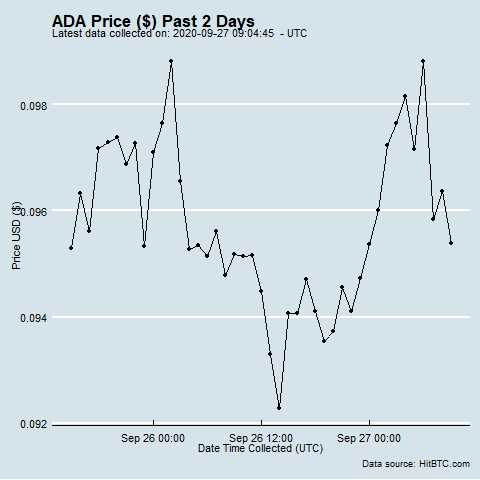 ADA Price ($) Past 2 Days
Latest data collected on: 2020-09-27 09:04:45  - UTC
0.098
0.096
0.094
0.092
Price USD ($)
Sep 26 00:00 Sep 26 12:00 Sep 27 00:00
Date Time Collected (UTC)
Data source: HitBTC.com